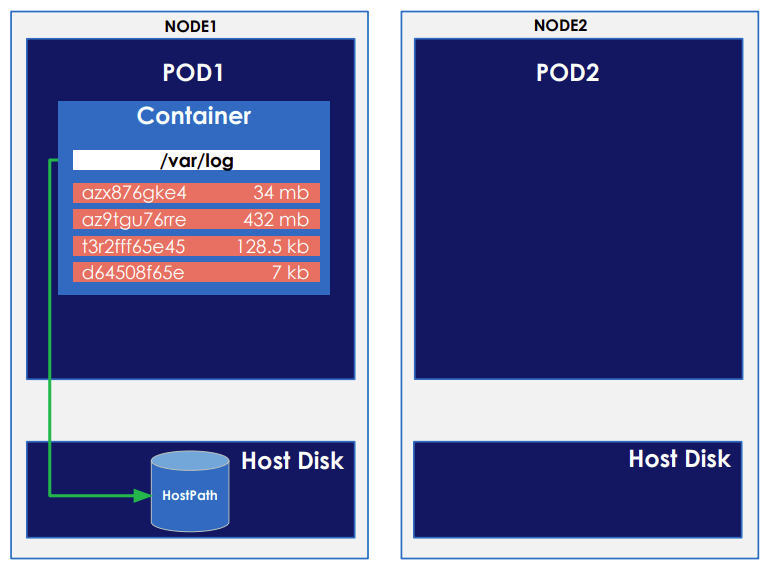 NODE1
POD1
Container
/var/log
azx876gke4 34 mb
az9tgu76rre 432 mb
t3r2fff65e45 128.5 kb
d64508f65e 7 kb
Host Disk
HostPath
NODE2
POD2
Host Disk